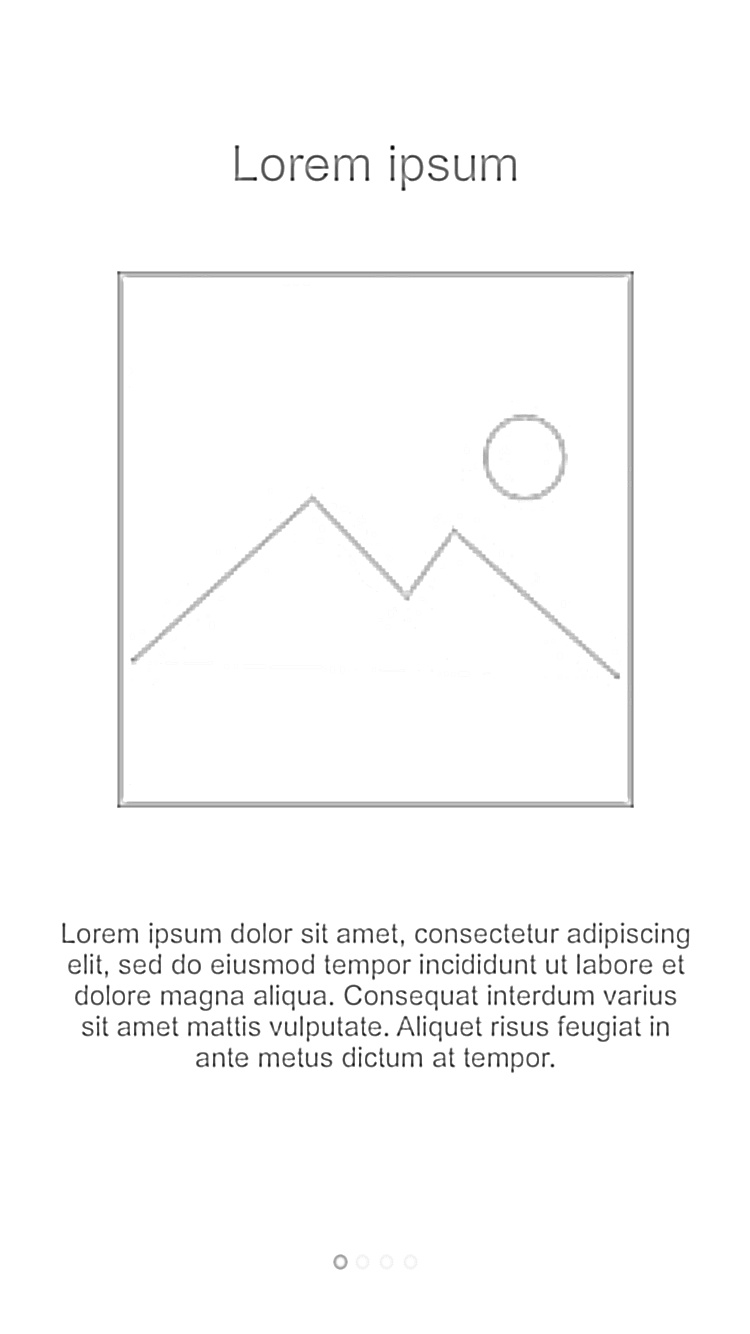 Lorem ipsum
Lorem ipsum dolor sit amet, consectetur adipiscing
elit, sed do eiusmod tempor incididunt ut labore et
dolore magna aliqua. Consequat interdum varius
sit amet mattis vulputate. Aliquet risus feugiat in
ante metus dictum at tempor.